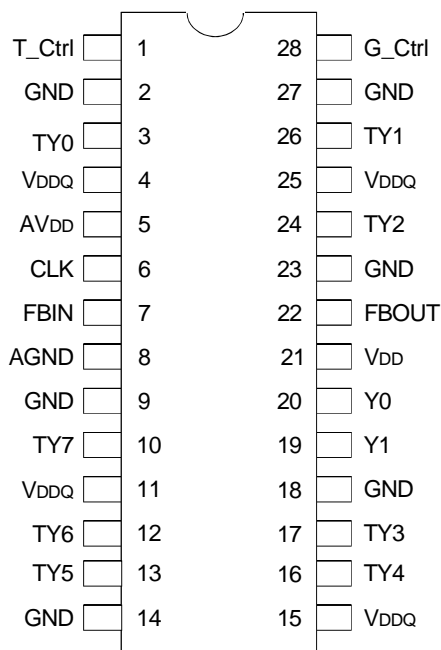 T_Ctrl 1 28 G_Ctrl
GND 2 27 GND
TY0 3 26 TY1
VDDQ 4 25 VDDQ
AVDD 5 24 TY2
CLK 6 23 GND
FBIN 7 22 FBOUT
AGND 8 21 VDD
GND 9 20 Y0
TY7 10 19 Y1
VDDQ 11 18 GND
TY6 12 17 TY3
TY5 13 16 TY4
GND 14 15 VDDQ